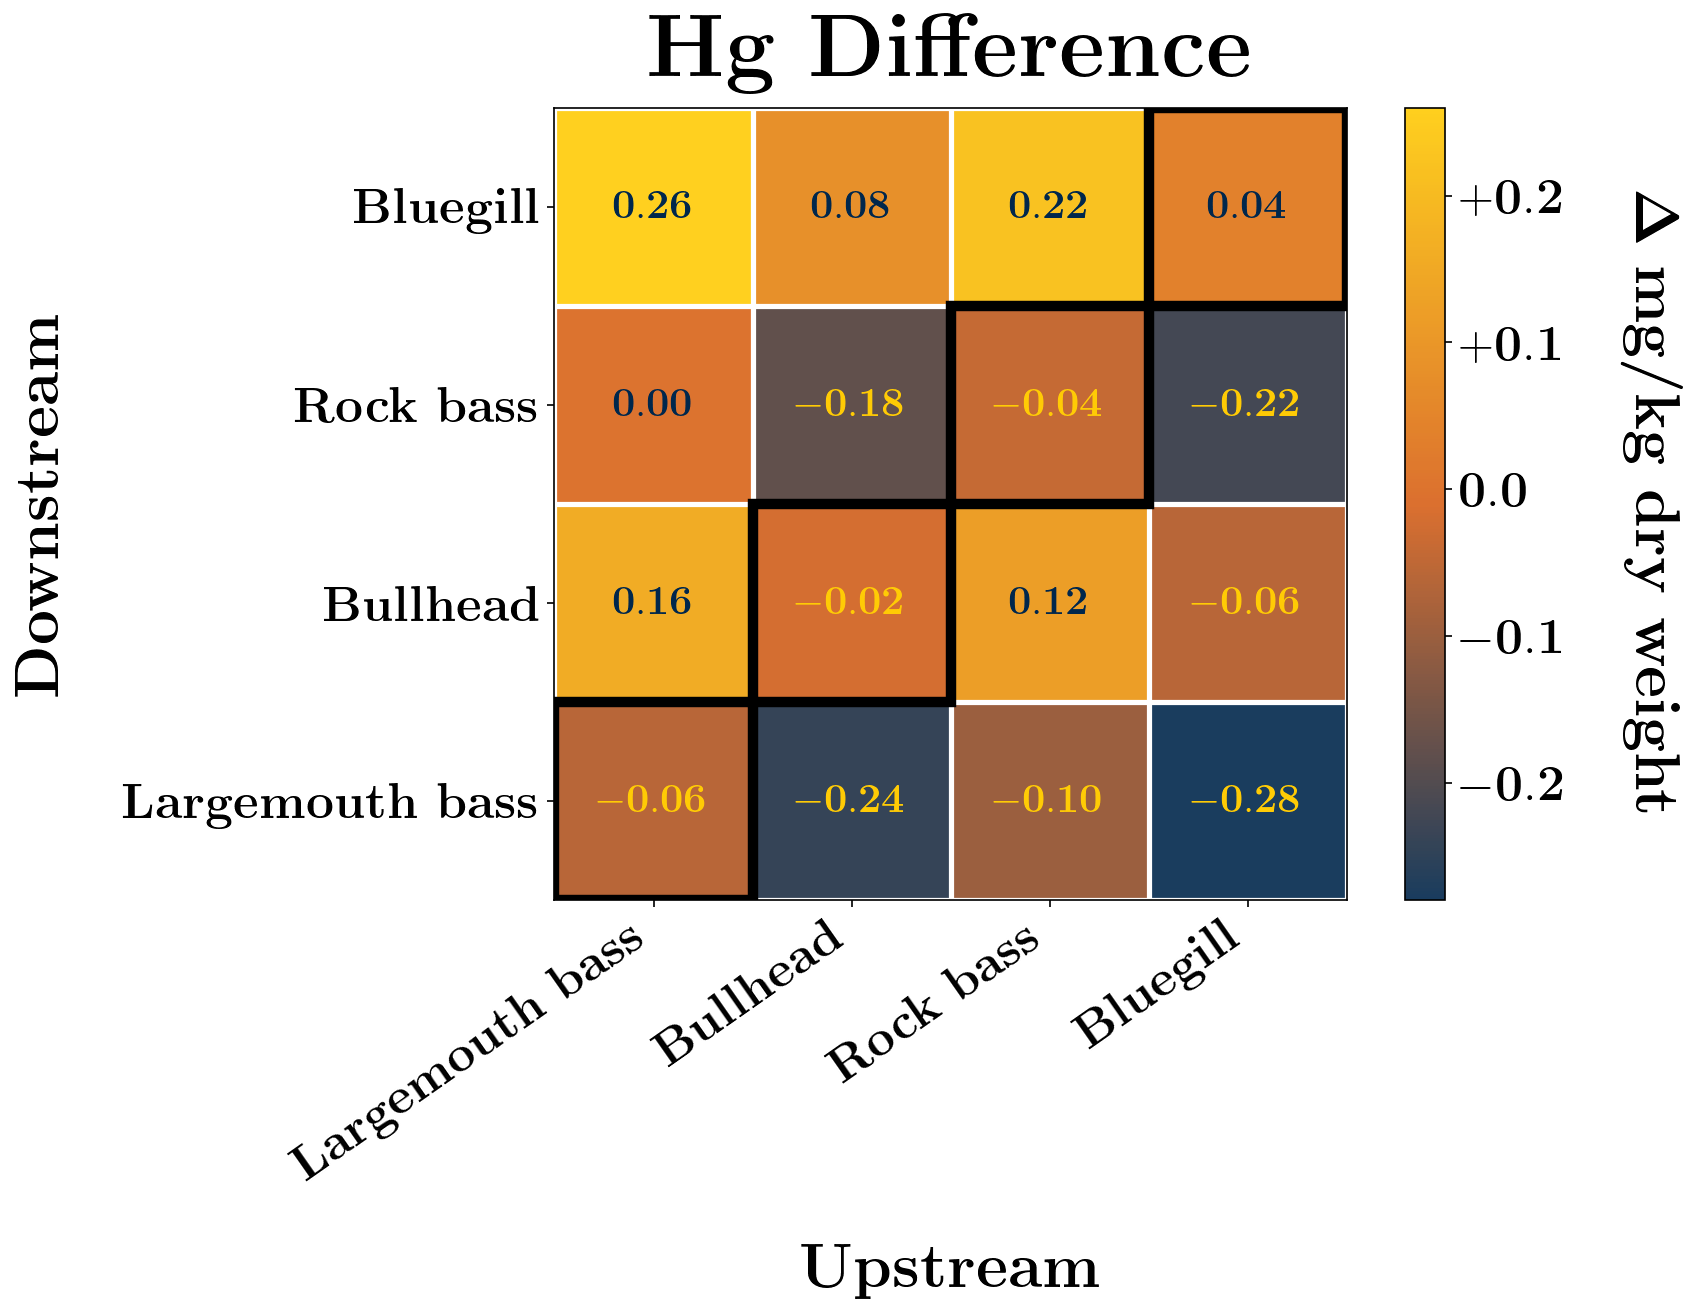 Hg Difference
Downstream
Bluegill
0.26 0.08 0.22 0.04
Rock bass
0.00 −0.18 −0.04 −0.22
Bullhead
0.16 −0.02 0.12 −0.06
Largemouth bass
−0.06 −0.24 −0.10 −0.28
Largemouth bass
Bullhead
Rock bass
Bluegill
Upstream
+0.2
+0.1
0.0
−0.1
−0.2
Δ mg/kg dry weight